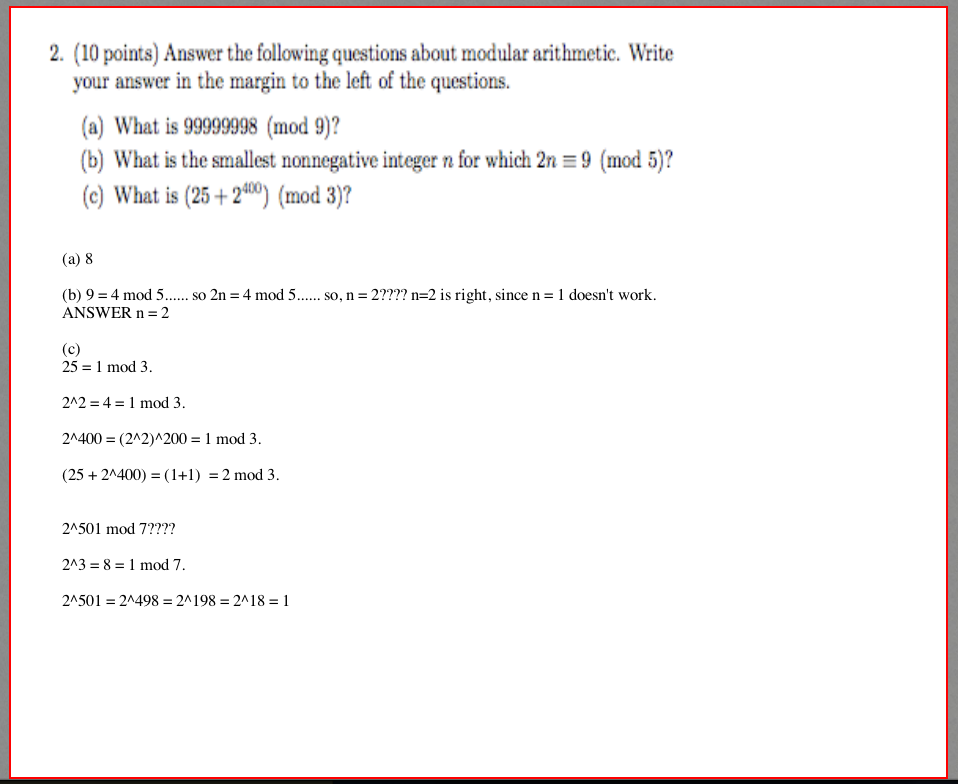 2. (10 points) Answer the following questions about modular arithmetic. Write
your answer in the margin to the left of the questions.
(a) What is 99999998 (mod 9)?
(b) What is the smallest nonnegative integer n for which 2n ≡ 9 (mod 5)?
(c) What is (25 + 2^400) (mod 3)?
(a) 8
(b) 9 = 4 mod 5...... so 2n = 4 mod 5...... so, n = 2???? n=2 is right, since n = 1 doesn't work.
ANSWER n = 2
(c)
25 = 1 mod 3.
2^2 = 4 = 1 mod 3.
2^400 = (2^2)^200 = 1 mod 3.
(25 + 2^400) = (1+1)  = 2 mod 3.
2^501 mod 7????
2^3 = 8 = 1 mod 7.
2^501 = 2^498 = 2^198 = 2^18 = 1